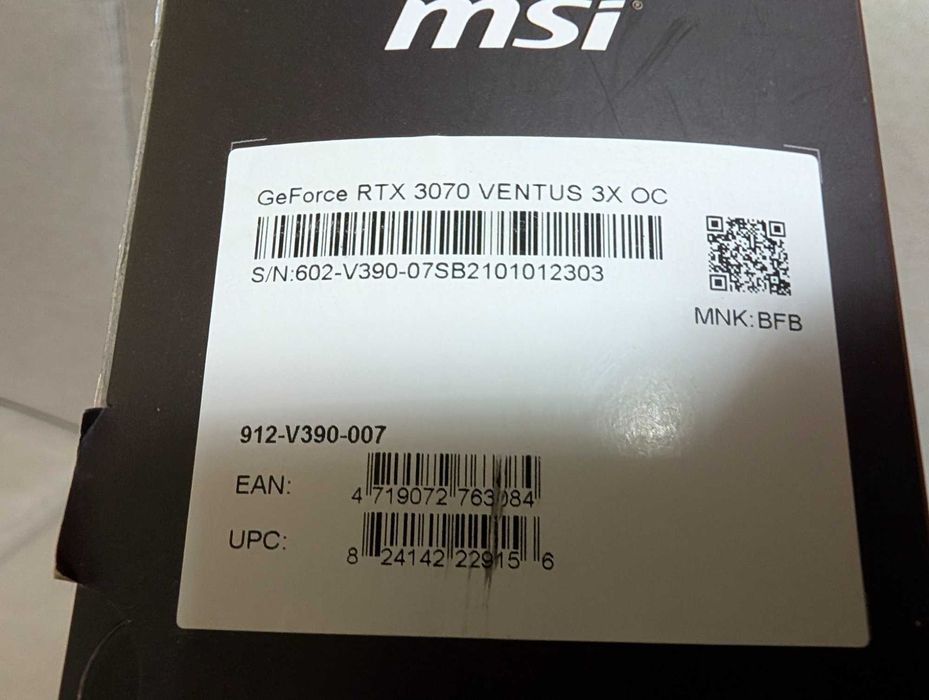 msi®
GeForce RTX 3070 VENTUS 3X OC
S/N:602-V390-07SB2101012303
MNK:BFB
912-V390-007
EAN:
4 719072 763084
UPC:
8 24142 22915 6